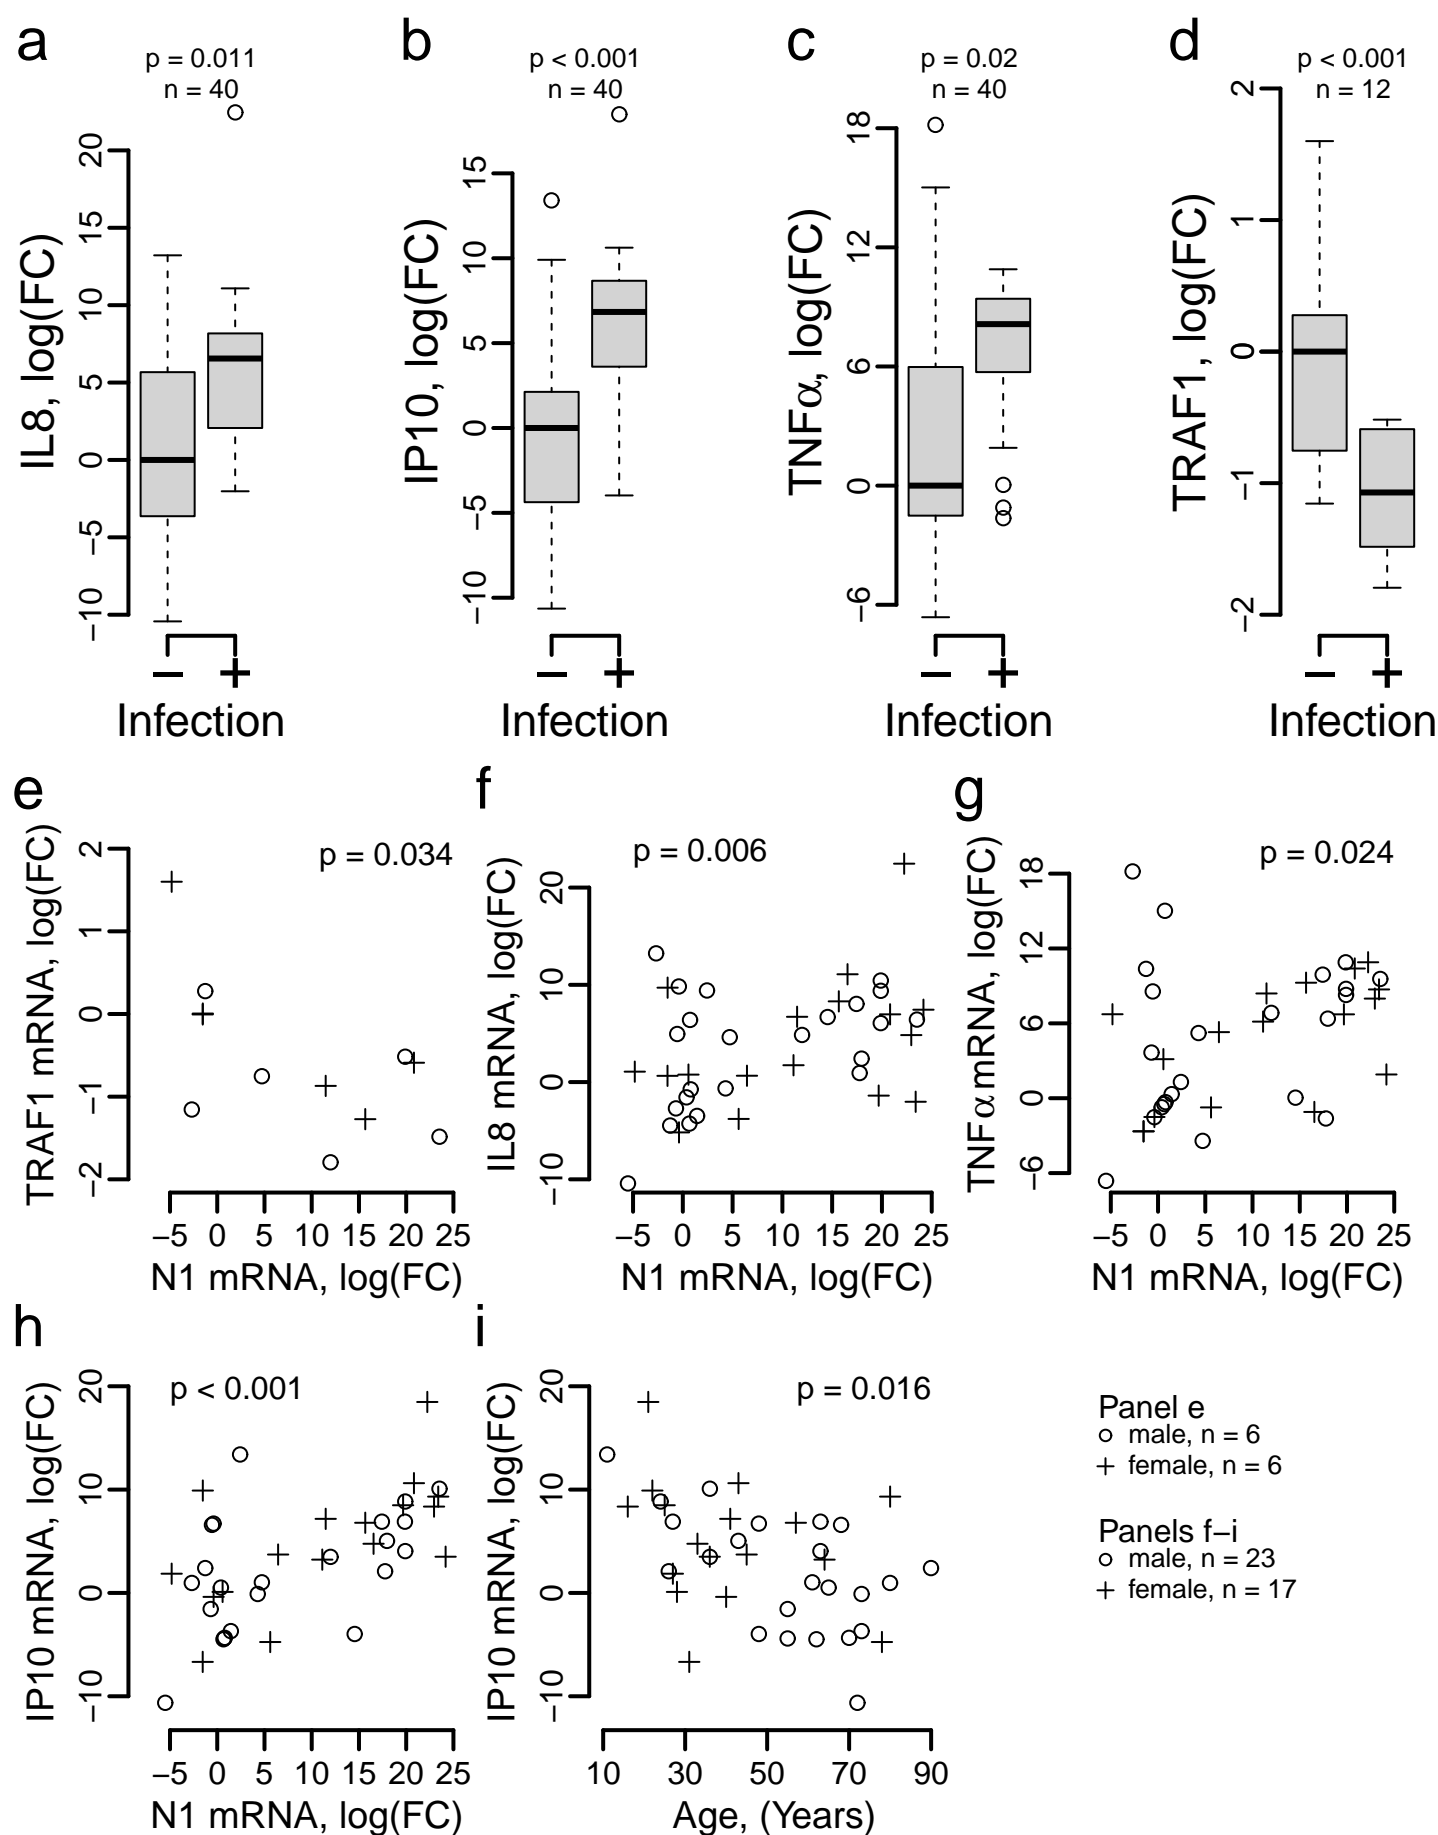 a
p = 0.011
n = 40
IL8, log(FC)
20
15
10
5
0
−5
−10
− +
Infection
b
p < 0.001
n = 40
IP10, log(FC)
15
10
5
0
−5
−10
− +
Infection
c
p = 0.02
n = 40
TNFα, log(FC)
18
12
6
0
−6
− +
Infection
d
p < 0.001
n = 12
TRAF1, log(FC)
2
1
0
−1
−2
− +
Infection
e
p = 0.034
TRAF1 mRNA, log(FC)
2
1
0
−1
−2
−5 0 5 10 15 20 25
N1 mRNA, log(FC)
f
p = 0.006
IL8 mRNA, log(FC)
20
10
0
−10
−5 0 5 10 15 20 25
N1 mRNA, log(FC)
g
p = 0.024
TNFα mRNA, log(FC)
18
12
6
0
−6
−5 0 5 10 15 20 25
N1 mRNA, log(FC)
h
p < 0.001
IP10 mRNA, log(FC)
20
10
0
−10
−5 0 5 10 15 20 25
N1 mRNA, log(FC)
i
p = 0.016
IP10 mRNA, log(FC)
20
10
0
−10
10 30 50 70 90
Age, (Years)
Panel e
male, n = 6
female, n = 6
Panels f−i
male, n = 23
female, n = 17